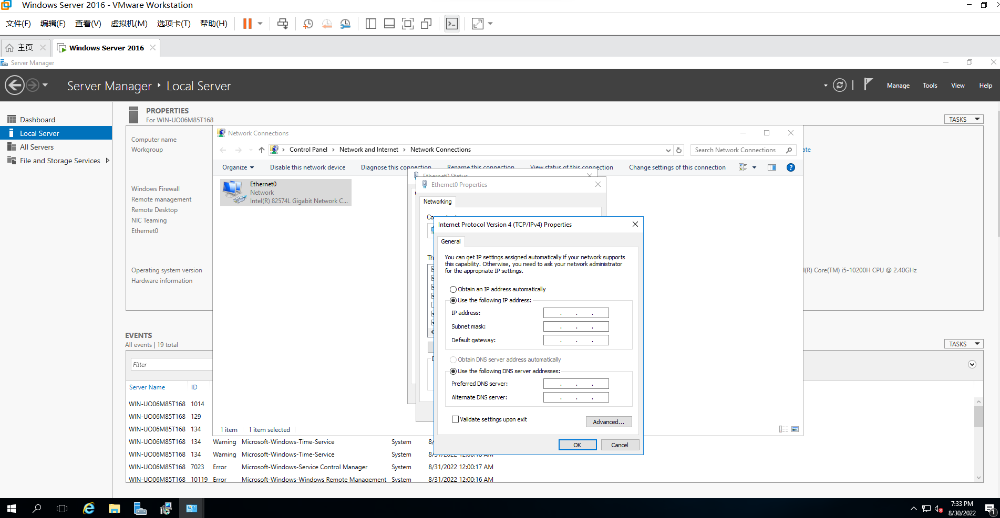 Windows Server 2016 - VMware Workstation
文件(F) 编辑(E) 查看(V) 虚拟机(M) 选项卡(T) 帮助(H)
主页 Windows Server 2016
Server Manager
Server Manager Local Server
Manage Tools View Help
Dashboard
Local Server
All Servers
File and Storage Services
PROPERTIES
For WIN-UO06M85T168
TASKS
Computer name
Workgroup
Windows Firewall
Remote management
Remote Desktop
NIC Teaming
Ethernet0
Operating system version
Hardware information
(R) Core(TM) i5-10200H CPU @ 2.40GHz
Network Connections
Control Panel Network and Internet Network Connections
Search Network Connections
Organize Disable this network device Diagnose this connection Rename this connection View status of this connection Change settings of this connection
Ethernet0
Network
Intel(R) 82574L Gigabit Network C...
1 item 1 item selected
Ethernet0 Status
Ethernet0 Properties
Networking
Internet Protocol Version 4 (TCP/IPv4) Properties
General
You can get IP settings assigned automatically if your network supports
this capability. Otherwise, you need to ask your network administrator
for the appropriate IP settings.
Obtain an IP address automatically
Use the following IP address:
IP address: . . .
Subnet mask: . . .
Default gateway: . . .
Obtain DNS server address automatically
Use the following DNS server addresses:
Preferred DNS server: . . .
Alternate DNS server: . . .
Validate settings upon exit
Advanced...
OK Cancel
EVENTS
All events | 19 total
TASKS
Filter
Server Name ID
WIN-UO06M85T168 1014
WIN-UO06M85T168 129
WIN-UO06M85T168 134
WIN-UO06M85T168 134 Warning Microsoft-Windows-Time-Service System 8/
WIN-UO06M85T168 134 Warning Microsoft-Windows-Time-Service System
WIN-UO06M85T168 7023 Error Microsoft-Windows-Service Control Manager System 8/31/2022 12:00:17 AM
WIN-UO06M85T168 10119 Error Microsoft-Windows-Windows Remote Management System 8/31/2022 12:00:16 AM
7:33 PM
8/30/2022
1